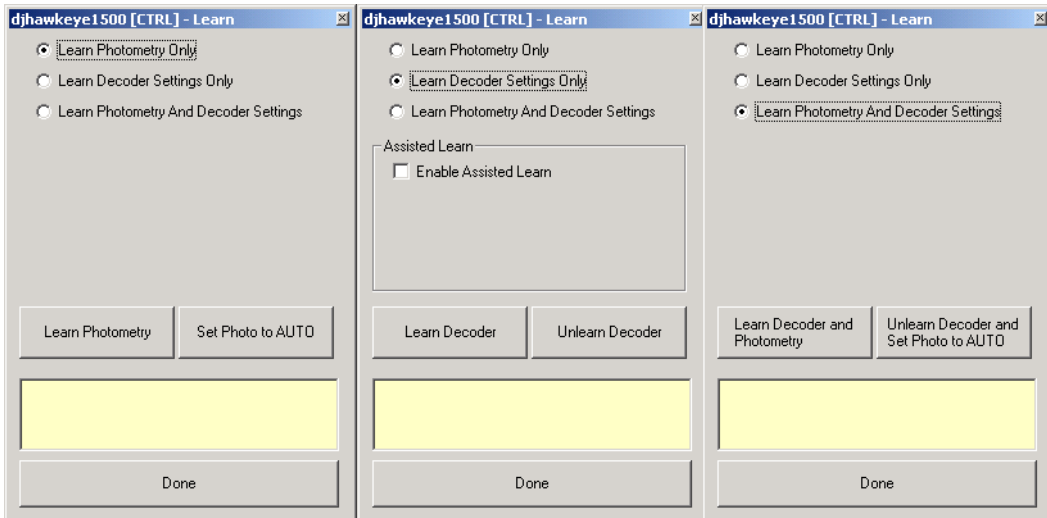 djhawkeye1500 [CTRL] - Learn
Learn Photometry Only
Learn Decoder Settings Only
Learn Photometry And Decoder Settings
Learn Photometry
Set Photo to AUTO
Done
djhawkeye1500 [CTRL] - Learn
Learn Photometry Only
Learn Decoder Settings Only
Learn Photometry And Decoder Settings
Assisted Learn
Enable Assisted Learn
Learn Decoder
Unlearn Decoder
Done
djhawkeye1500 [CTRL] - Learn
Learn Photometry Only
Learn Decoder Settings Only
Learn Photometry And Decoder Settings
Learn Decoder and
Photometry
Unlearn Decoder and
Set Photo to AUTO
Done